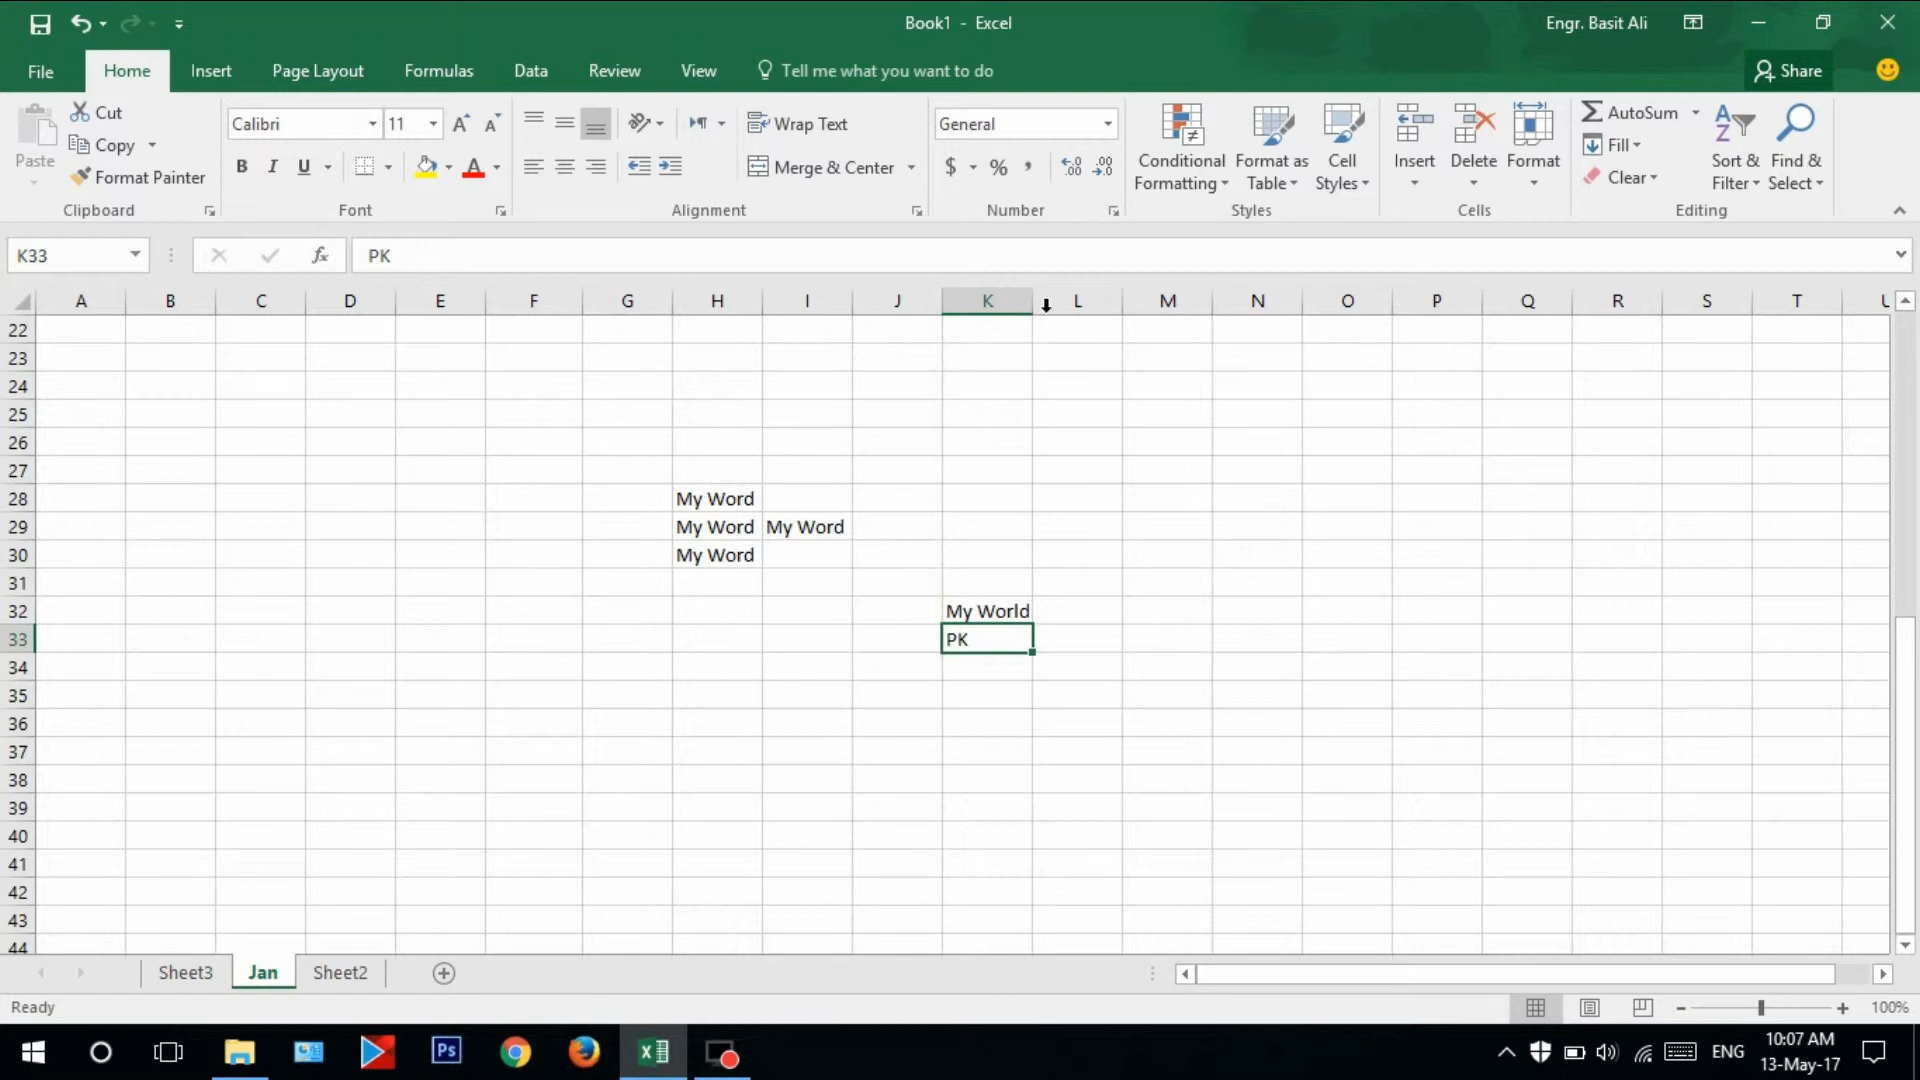 Book1 - Excel
Engr. Basit Ali
File Home Insert Page Layout Formulas Data Review View Tell me what you want to do Share
Paste
Cut
Copy
Format Painter
Clipboard
Calibri 11
B I U A
Font
Wrap Text
Merge & Center
Alignment
General
$ % ,
Number
Conditional Formatting
Format as Table
Cell Styles
Styles
Insert Delete Format
Cells
AutoSum
Fill
Clear
Sort & Filter
Find & Select
Editing
K33 fx PK
A B C D E F G H I J K L M N O P Q R S T U
22
23
24
25
26
27
28 My Word
29 My Word My Word
30 My Word
31
32 My World
33 PK
34
35
36
37
38
39
40
41
42
43
44
Sheet3 Jan Sheet2
Ready 100%
Ps
ENG
10:07 AM
13-May-17